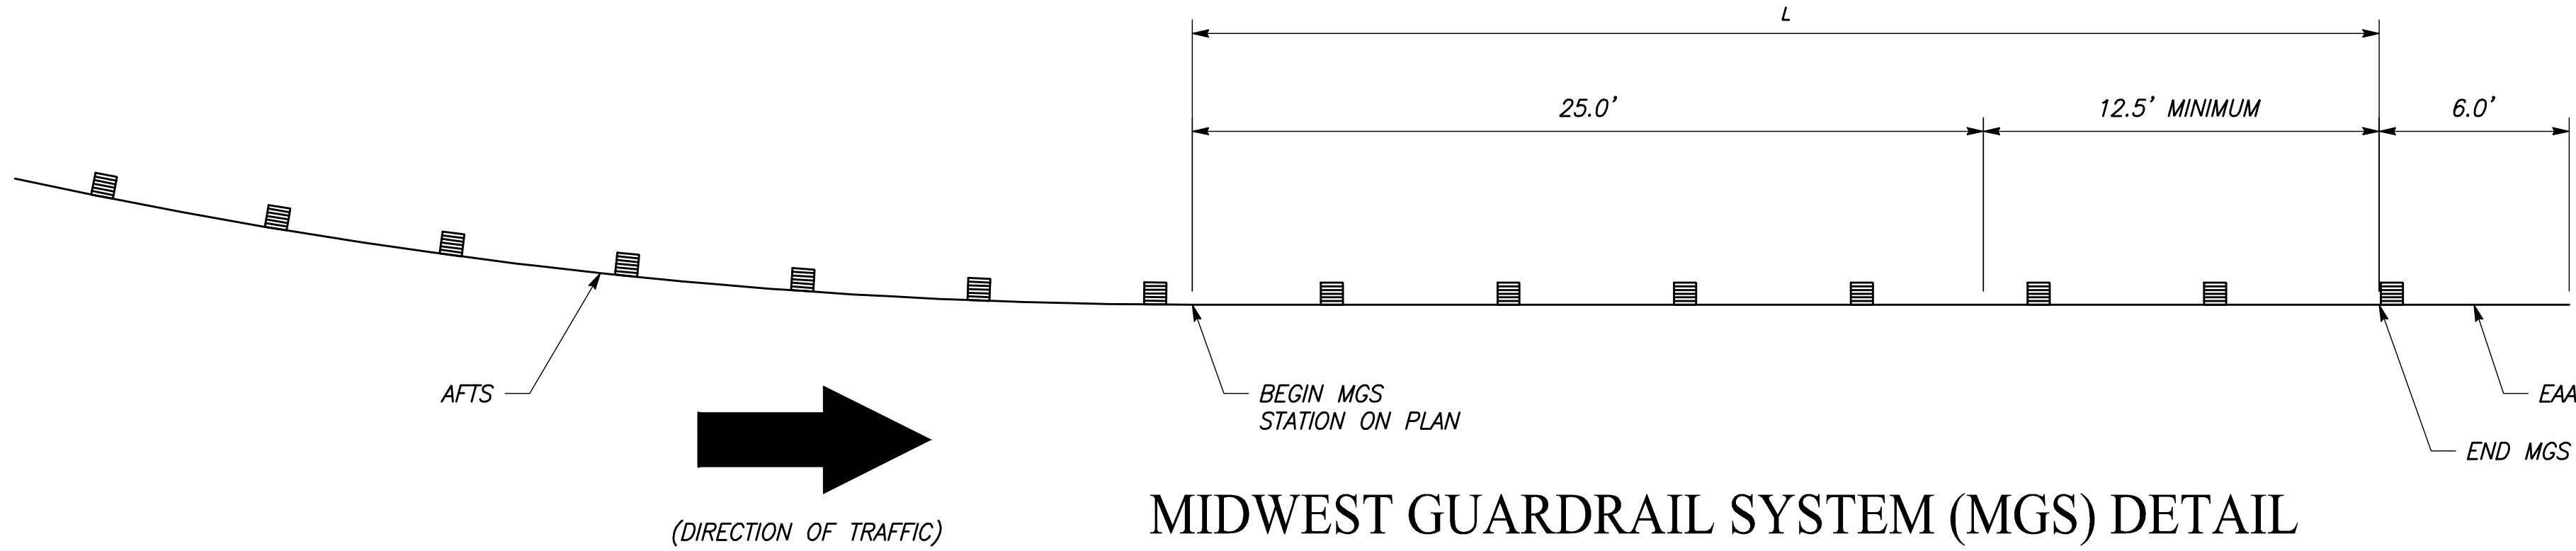 L
25.0'
12.5' MINIMUM
6.0'
AFTS
BEGIN MGS
STATION ON PLAN
EAA
END MGS
(DIRECTION OF TRAFFIC)
MIDWEST GUARDRAIL SYSTEM (MGS) DETAIL